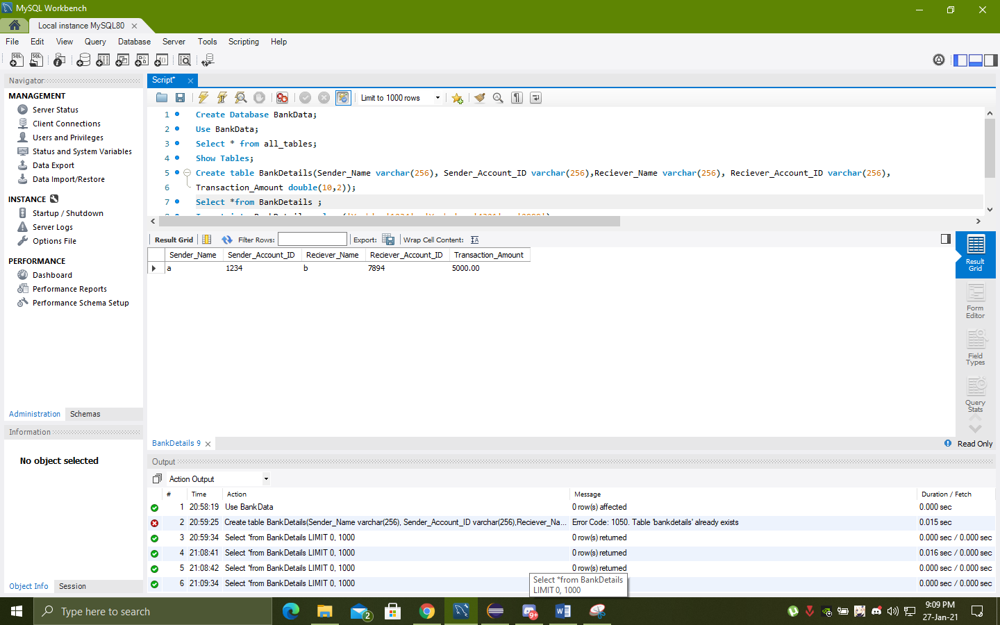 MySQL Workbench
Local instance MySQL80
File Edit View Query Database Server Tools Scripting Help
Navigator
MANAGEMENT
Server Status
Client Connections
Users and Privileges
Status and System Variables
Data Export
Data Import/Restore
INSTANCE
Startup / Shutdown
Server Logs
Options File
PERFORMANCE
Dashboard
Performance Reports
Performance Schema Setup
Administration Schemas
Information
No object selected
Object Info Session
Script*
Limit to 1000 rows
1 Create Database BankData;
2 Use BankData;
3 Select * from all_tables;
4 Show Tables;
5 Create table BankDetails(Sender_Name varchar(256), Sender_Account_ID varchar(256),Reciever_Name varchar(256), Reciever_Account_ID varchar(256),
6 Transaction_Amount double(10,2));
7 Select *from BankDetails ;
Result Grid Filter Rows: Export: Wrap Cell Content:
Sender_Name Sender_Account_ID Reciever_Name Reciever_Account_ID Transaction_Amount
a 1234 b 7894 5000.00
Result
Grid
Form
Editor
Field
Types
Query
Stats
BankDetails 9
Read Only
Output
Action Output
# Time Action Message Duration / Fetch
1 20:58:19 Use BankData 0 row(s) affected 0.000 sec
2 20:59:25 Create table BankDetails(Sender_Name varchar(256), Sender_Account_ID varchar(256),Reciever_Na... Error Code: 1050. Table 'bankdetails' already exists 0.015 sec
3 20:59:34 Select *from BankDetails LIMIT 0, 1000 0 row(s) returned 0.000 sec / 0.000 sec
4 21:08:41 Select *from BankDetails LIMIT 0, 1000 0 row(s) returned 0.016 sec / 0.000 sec
5 21:08:42 Select *from BankDetails LIMIT 0, 1000 0 row(s) returned 0.000 sec / 0.000 sec
6 21:09:34 Select *from BankDetails LIMIT 0, 1000 0.000 sec / 0.000 sec
Select *from BankDetails
LIMIT 0, 1000
Type here to search
2
9+
9:09 PM
27-Jan-21